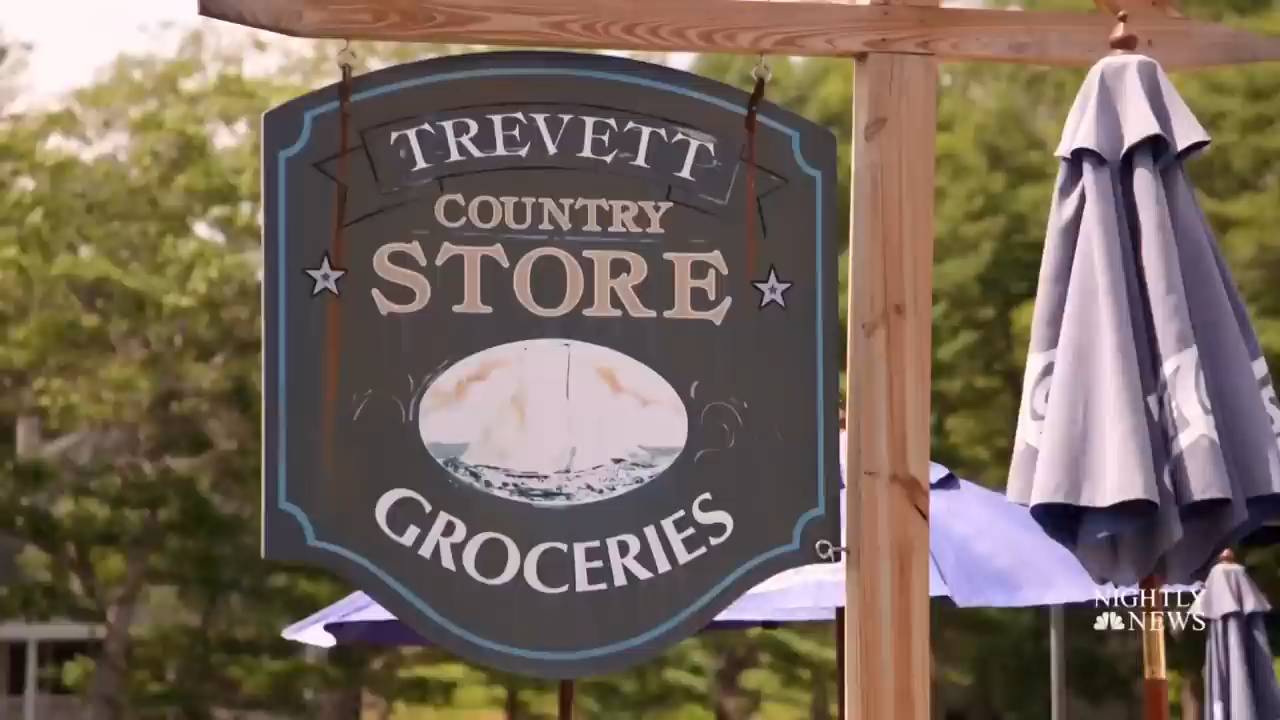 TREVETT
COUNTRY
STORE
GROCERIES
NIGHTLY
NEWS